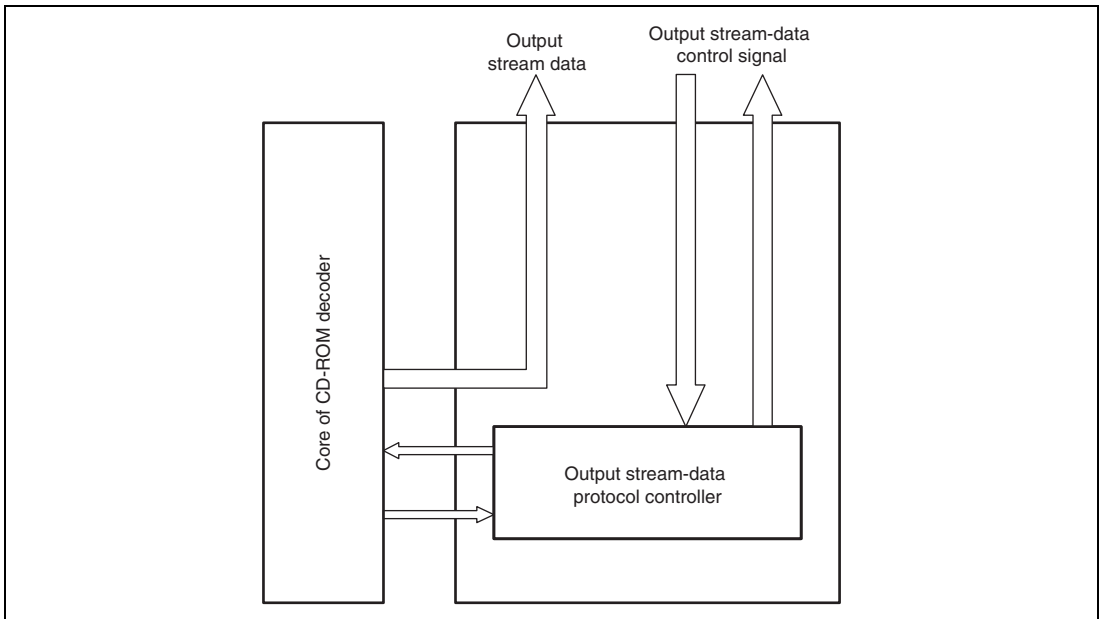 Output
stream data
Output stream-data
control signal
Core of CD-ROM decoder
Output stream-data
protocol controller